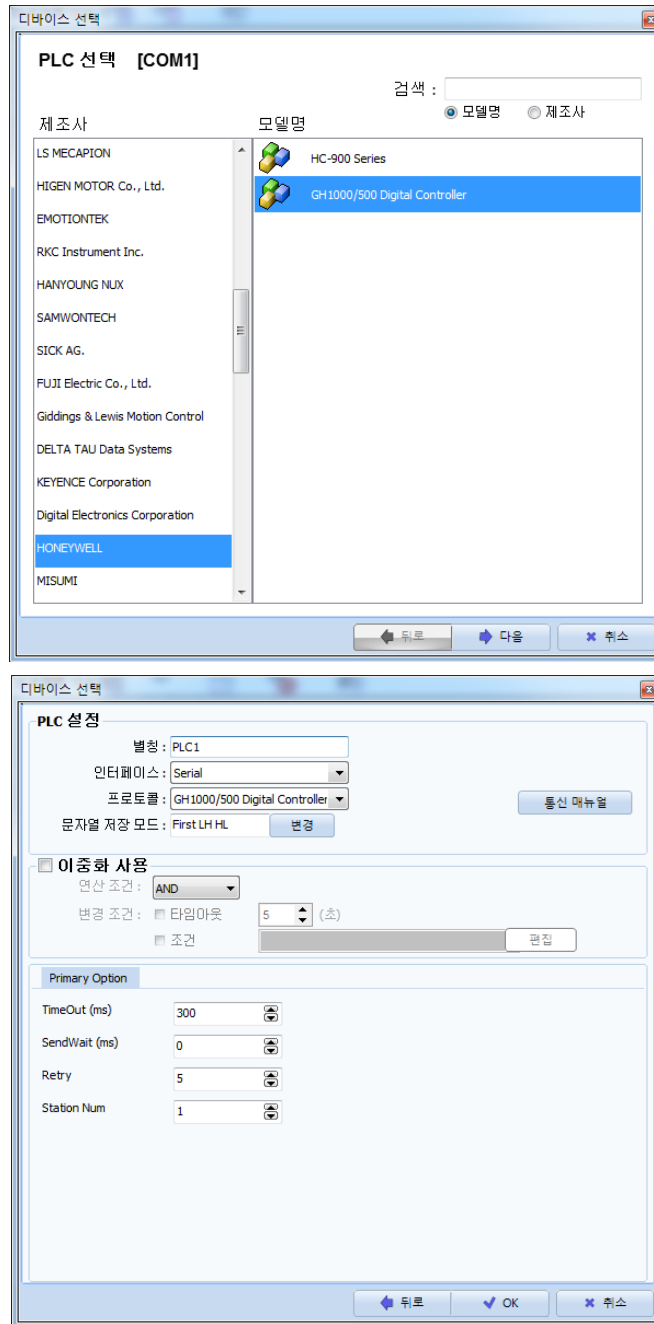 디바이스 선택
PLC 선택 [COM1]
검색 :
모델명 제조사
제조사
모델명
LS MECAPION
HIGEN MOTOR Co., Ltd.
EMOTIONTEK
RKC Instrument Inc.
HANYOUNG NUX
SAMWONTECH
SICK AG.
FUJI Electric Co., Ltd.
Giddings & Lewis Motion Control
DELTA TAU Data Systems
KEYENCE Corporation
Digital Electronics Corporation
HONEYWELL
MISUMI
HC-900 Series
GH1000/500 Digital Controller
뒤로 다음 취소
디바이스 선택
PLC 설정
별칭 : PLC1
인터페이스 : Serial
프로토콜 : GH1000/500 Digital Controller
통신 매뉴얼
문자열 저장 모드 : First LH HL 변경
이중화 사용
연산 조건 : AND
변경 조건 : 타임아웃 5 (초)
조건 편집
Primary Option
TimeOut (ms) 300
SendWait (ms) 0
Retry 5
Station Num 1
뒤로 OK 취소